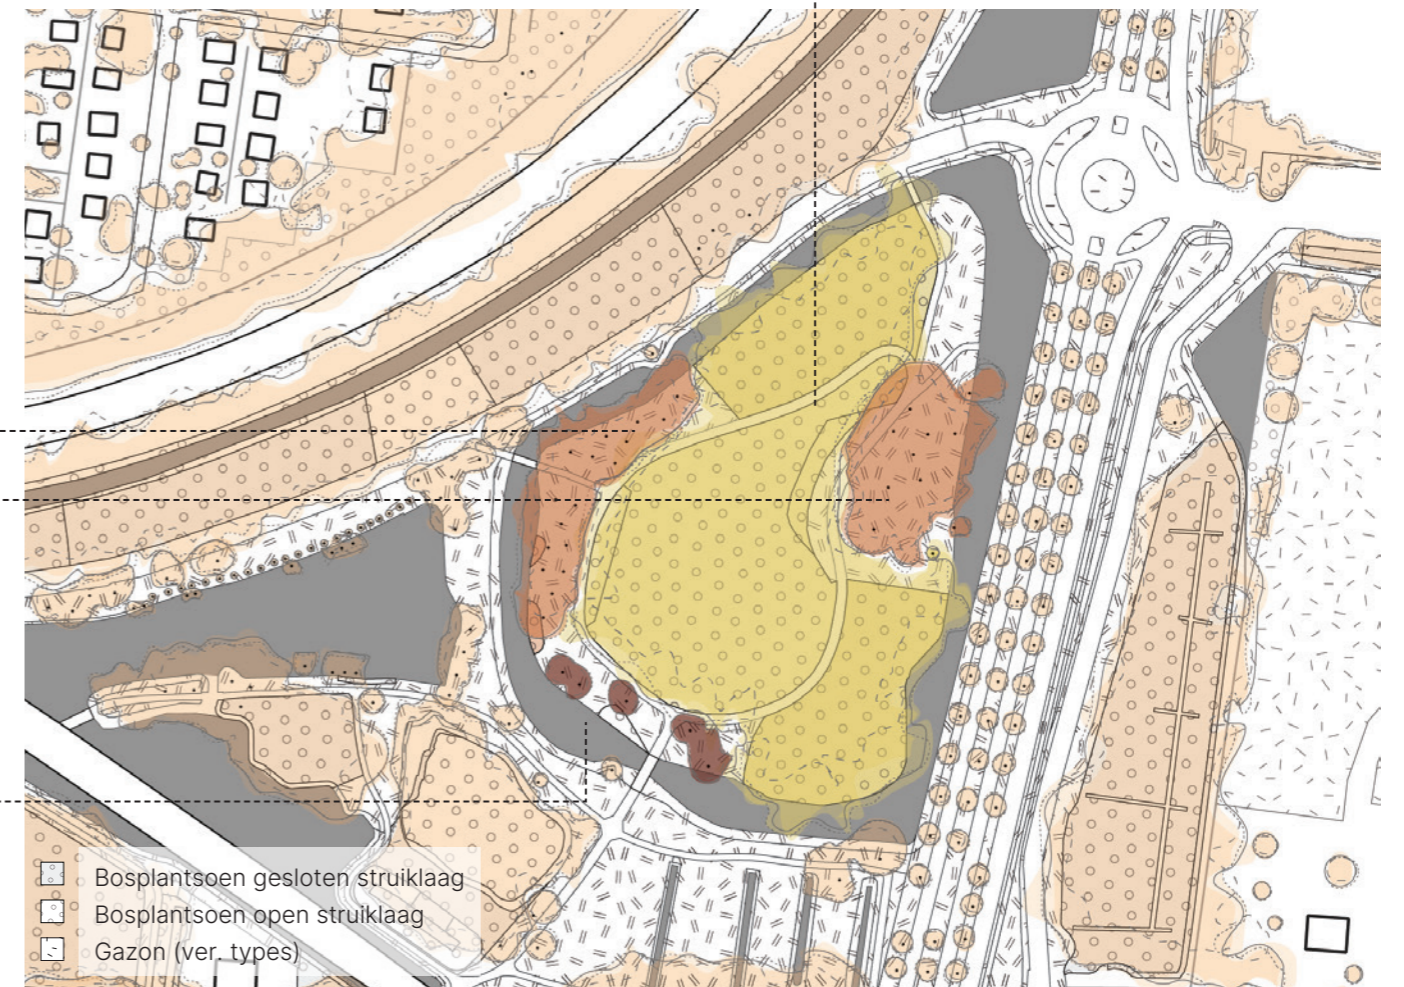 Bosplantsoen gesloten struiklaag
Bosplantsoen open struiklaag
Gazon (ver. types)